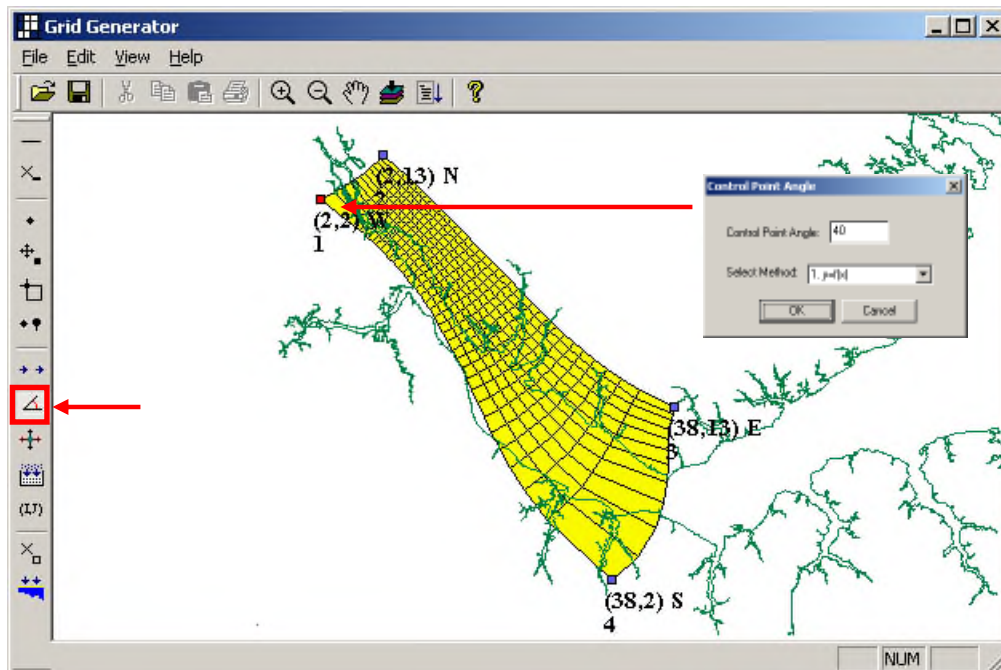 Grid Generator
File Edit View Help
(2,13) N
2
(2,2) W
1
Control Point Angle
Control Point Angle: 40
Select Method: 1. y=f(x)
OK Cancel
(38,13) E
3
(I,J)
(38,2) S
4
NUM